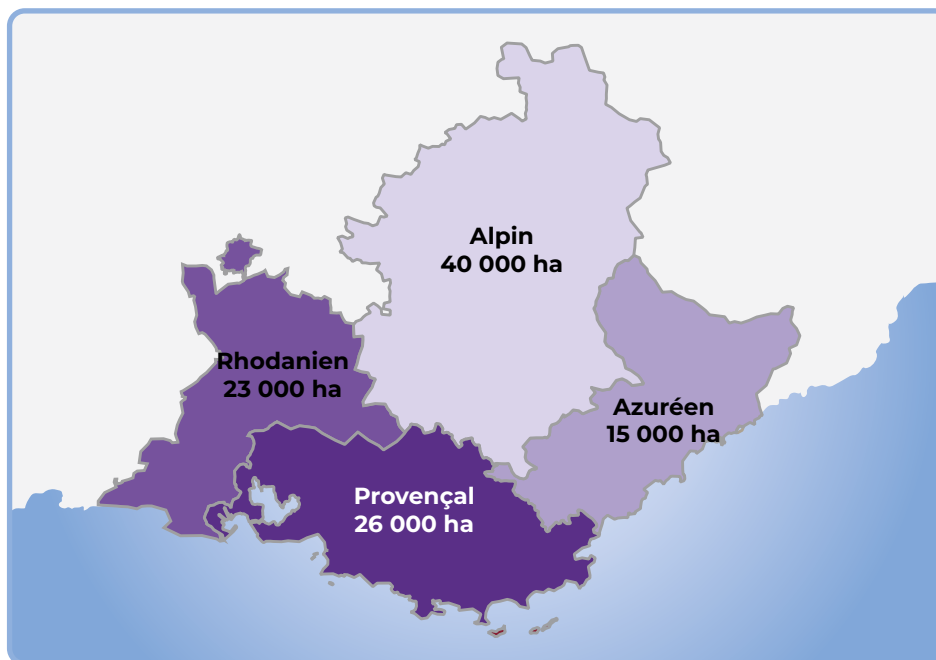 Alpin
40 000 ha
Rhodanien
23 000 ha
Azuréen
15 000 ha
Provençal
26 000 ha